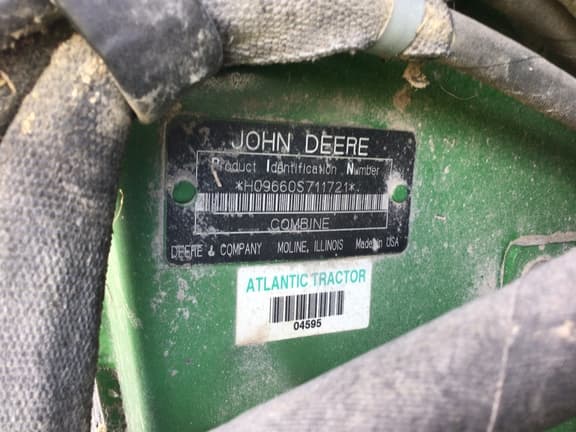 JOHN DEERE
Product Identification Number
*H09660S711721*
COMBINE
DEERE & COMPANY MOLINE, ILLINOIS Made in USA
ATLANTIC TRACTOR
04595